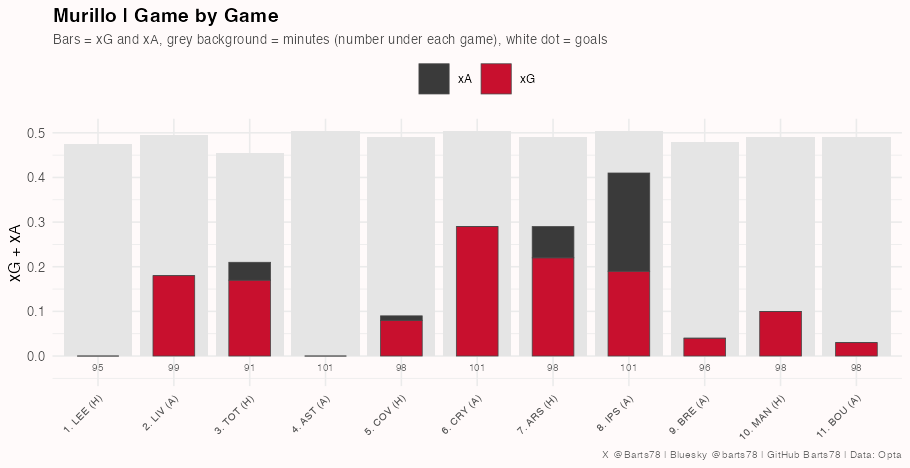 Murillo | Game by Game
Bars = xG and xA, grey background = minutes (number under each game), white dot = goals
xA xG
xG + xA
0.5
0.4
0.3
0.2
0.1
0.0
95 99 91 101 98 101 98 101 96 98 98
1. LEE (H)
2. LIV (A)
3. TOT (H)
4. AST (A)
5. COV (H)
6. CRY (A)
7. ARS (H)
8. IPS (A)
9. BRE (A)
10. MAN (H)
11. BOU (A)
X @Barts78 | Bluesky @barts78 | GitHub Barts78 | Data: Opta